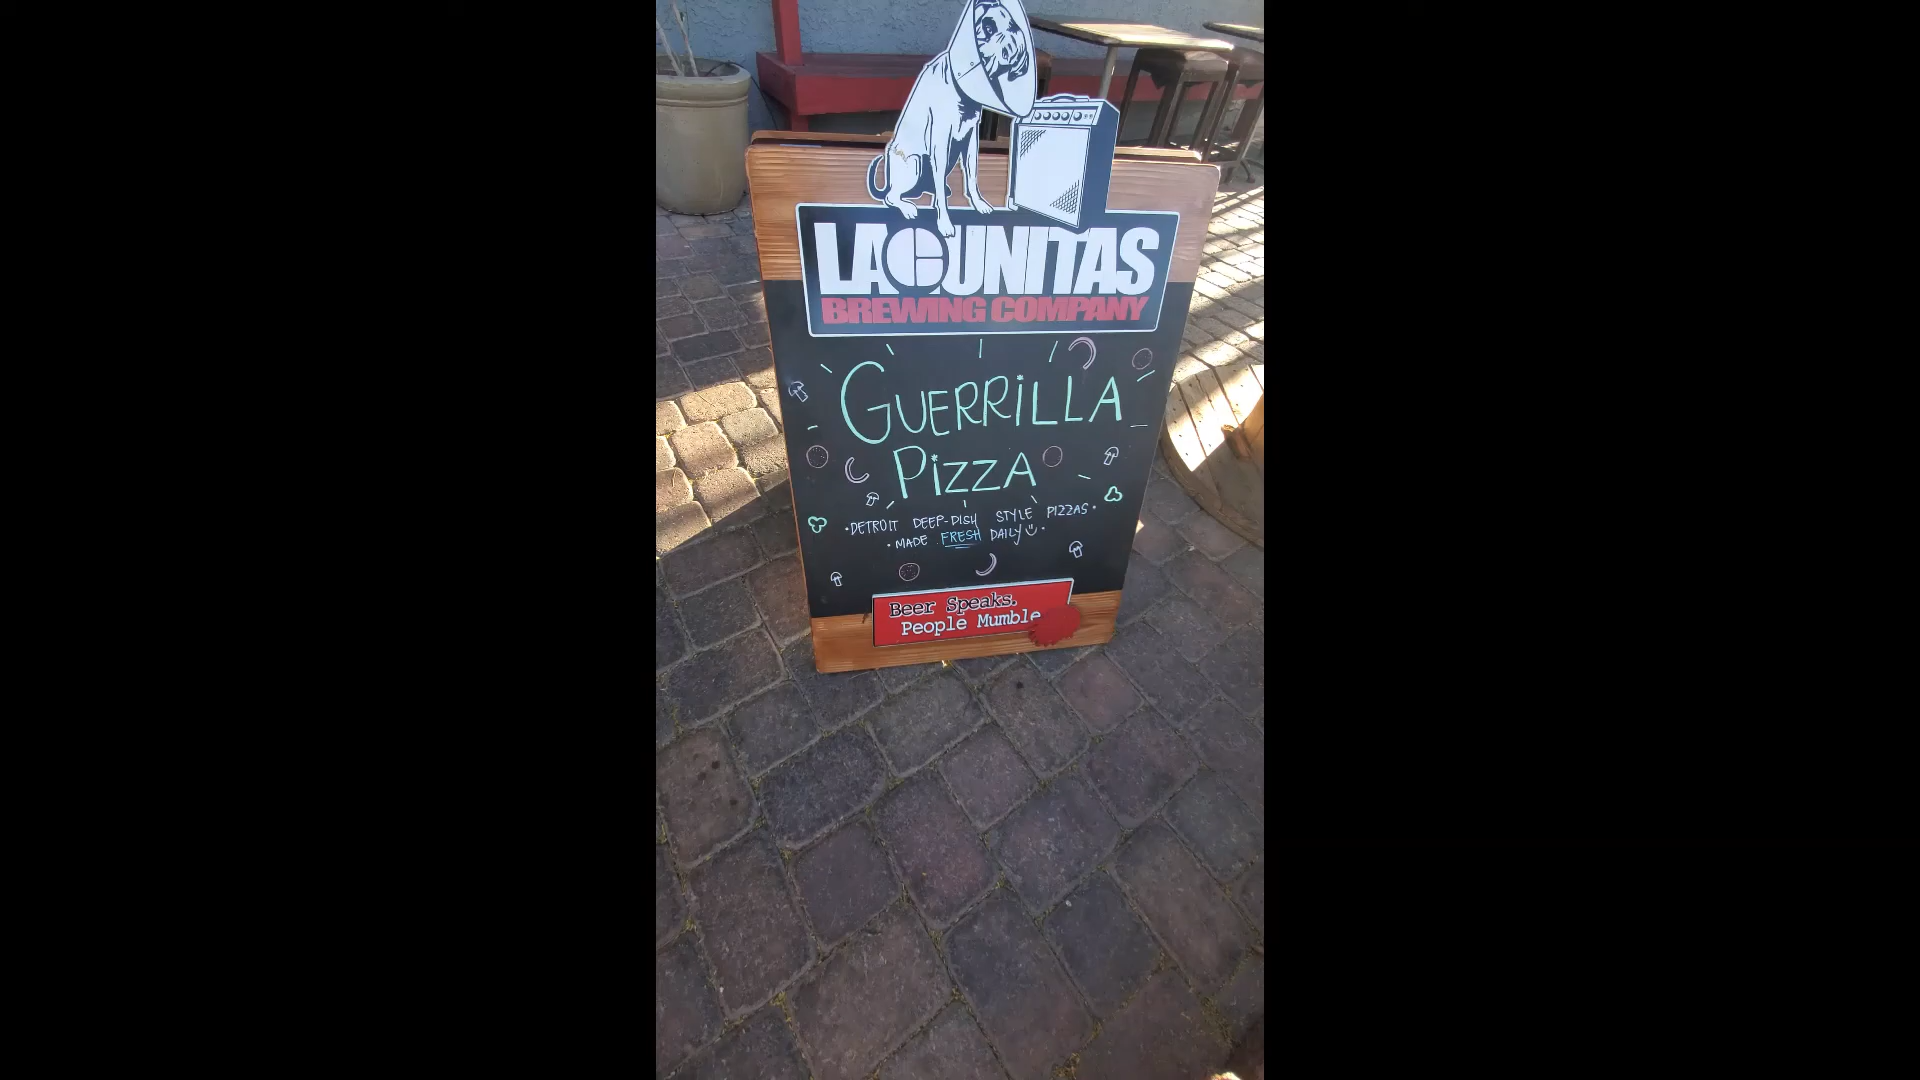 LAGUNITAS
BREWING COMPANY
GUERRiLLA
PiZZA
•DETROIT DEEP-DISH STYLE PIZZAS•
•MADE FRESH DAILY•
Beer Speaks.
People Mumble